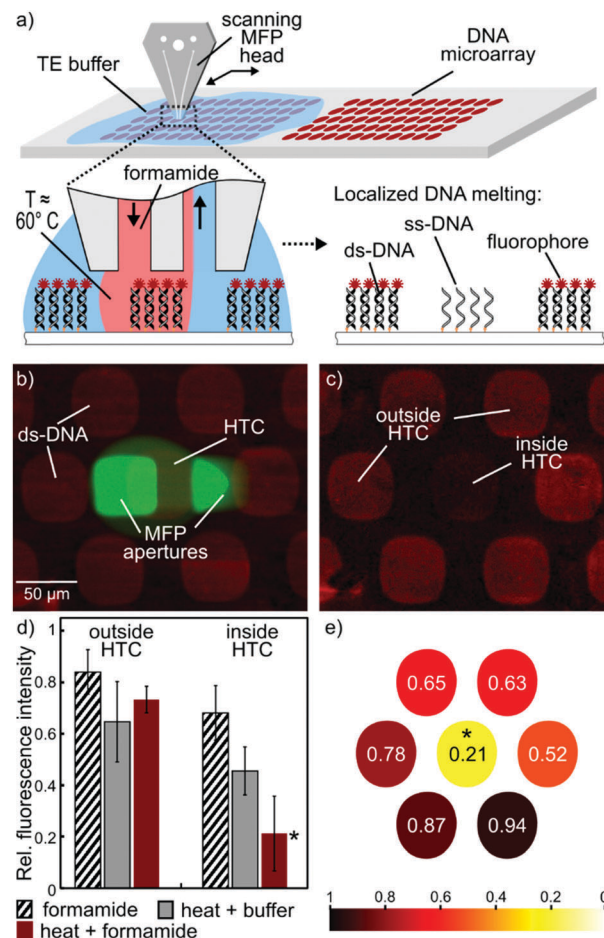 a)
scanning
MFP
head
TE buffer
DNA
microarray
formamide
T ≈
60° C
Localized DNA melting:
ss-DNA
ds-DNA
fluorophore
b)
ds-DNA
HTC
MFP
apertures
50 µm
c)
outside
HTC
inside
HTC
d)
outside
HTC
inside
HTC
Rel. fluorescence intensity
1
0.8
0.6
0.4
0.2
0
*
formamide
heat + buffer
heat + formamide
e)
0.65
0.63
0.78
*
0.21
0.52
0.87
0.94
1 0.8 0.6 0.4 0.2 0